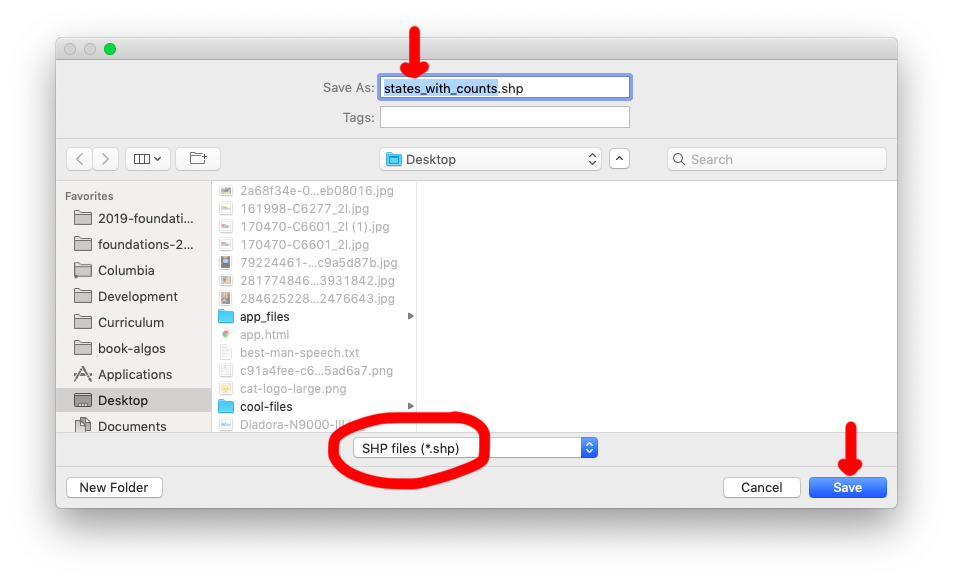 Save As: states_with_counts.shp
Tags:
Desktop
Search
Favorites
2019-foundati...
foundations-2...
Columbia
Development
Curriculum
book-algos
Applications
Desktop
Documents
2a68f34e-0...eb08016.jpg
161998-C6277_2l.jpg
170470-C6601_2l (1).jpg
170470-C6601_2l.jpg
79224461-...c9a5d87b.jpg
281774846...3931842.jpg
284625228...2476643.jpg
app_files
app.html
best-man-speech.txt
c91a4fee-c6...5ad6a7.png
cat-logo-large.png
cool-files
Diadora-N9000-III
SHP files (*.shp)
New Folder
Cancel
Save